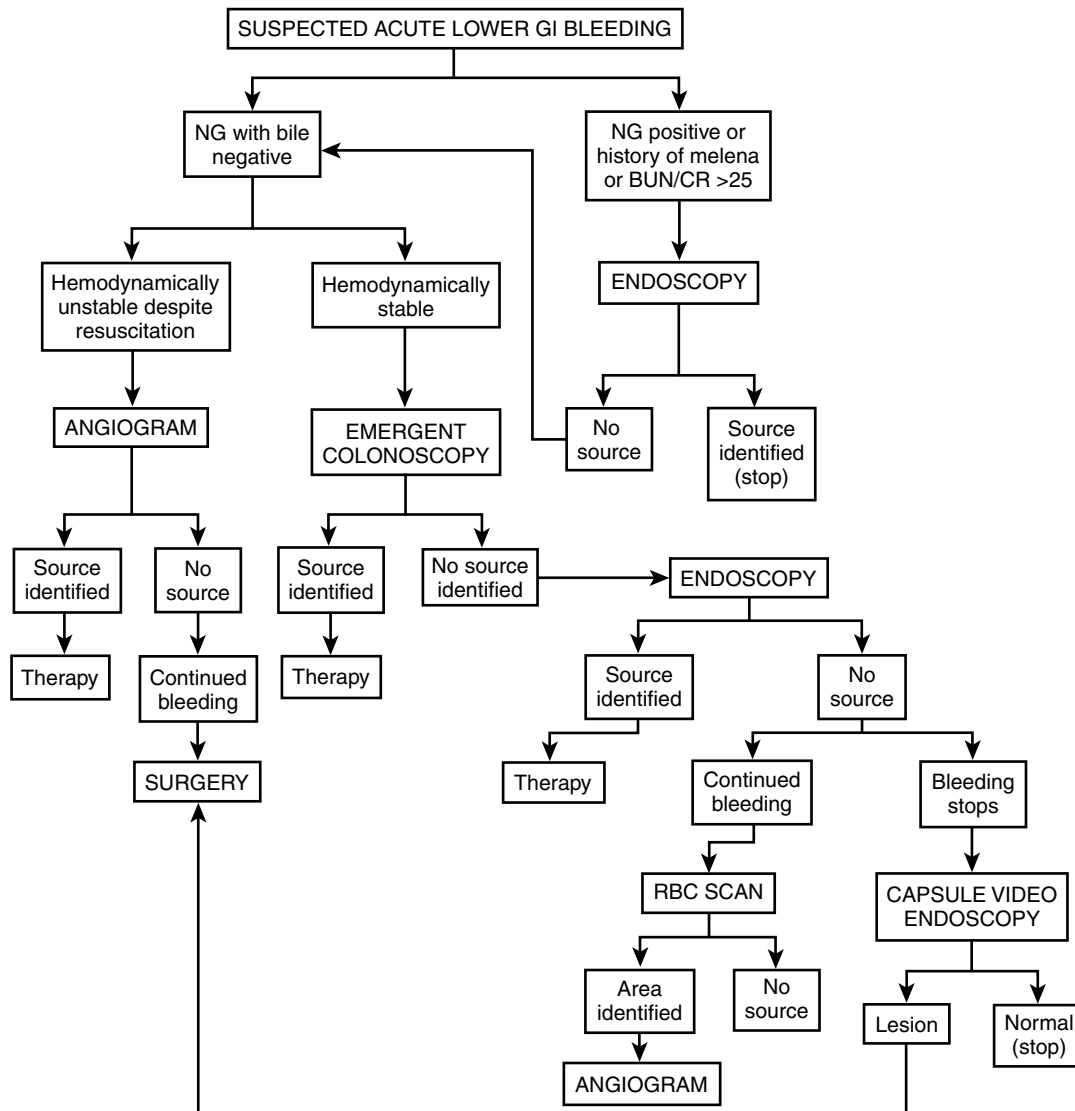 SUSPECTED ACUTE LOWER GI BLEEDING
NG with bile
negative
NG positive or
history of melena
or BUN/CR >25
Hemodynamically
unstable despite
resuscitation
Hemodynamically
stable
ENDOSCOPY
ANGIOGRAM
EMERGENT
COLONOSCOPY
No
source
Source
identified
(stop)
Source
identified
No
source
Source
identified
No source
identified
ENDOSCOPY
Therapy
Continued
bleeding
Therapy
Source
identified
No
source
SURGERY
Therapy
Continued
bleeding
Bleeding
stops
RBC SCAN
CAPSULE VIDEO
ENDOSCOPY
Area
identified
No
source
Lesion
Normal
(stop)
ANGIOGRAM